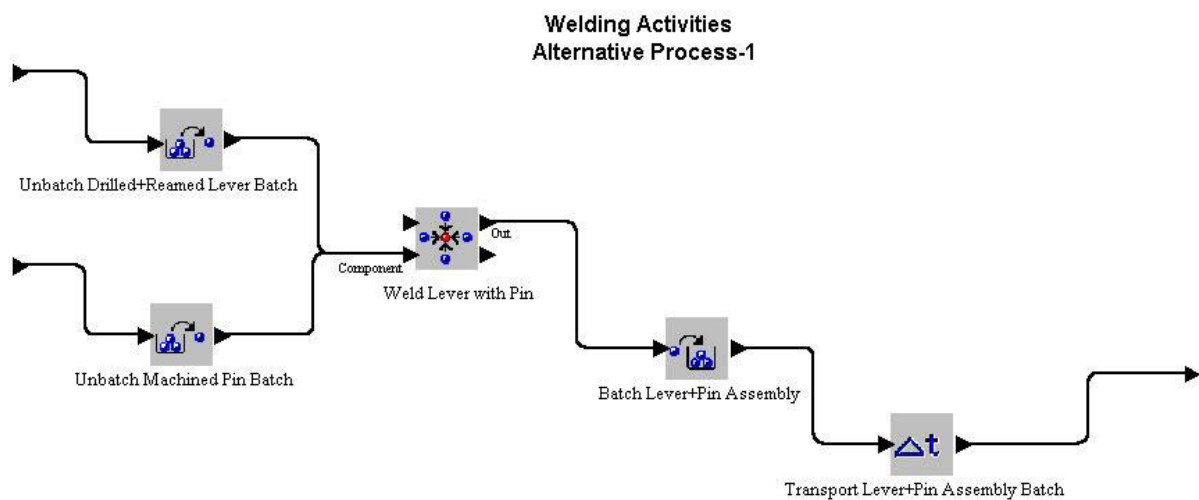 Welding Activities
Alternative Process-1
Unbatch Drilled+Reamed Lever Batch
Out
Component
Weld Lever with Pin
Unbatch Machined Pin Batch
Batch Lever+Pin Assembly
Δt
Transport Lever+Pin Assembly Batch